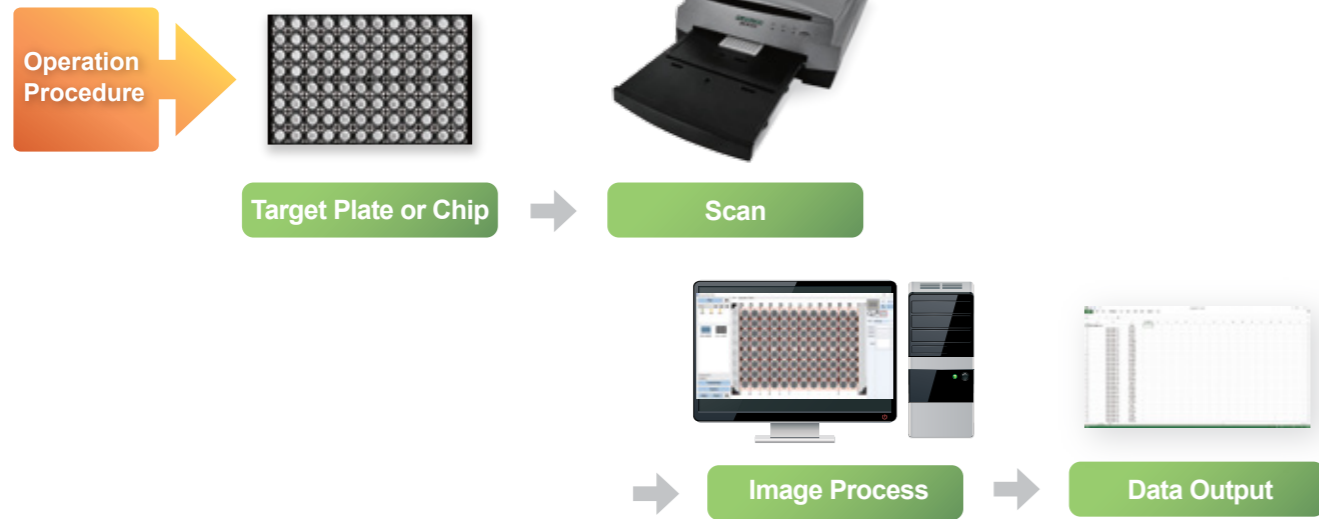 Operation
Procedure
Target Plate or Chip
Scan
Image Process
Data Output